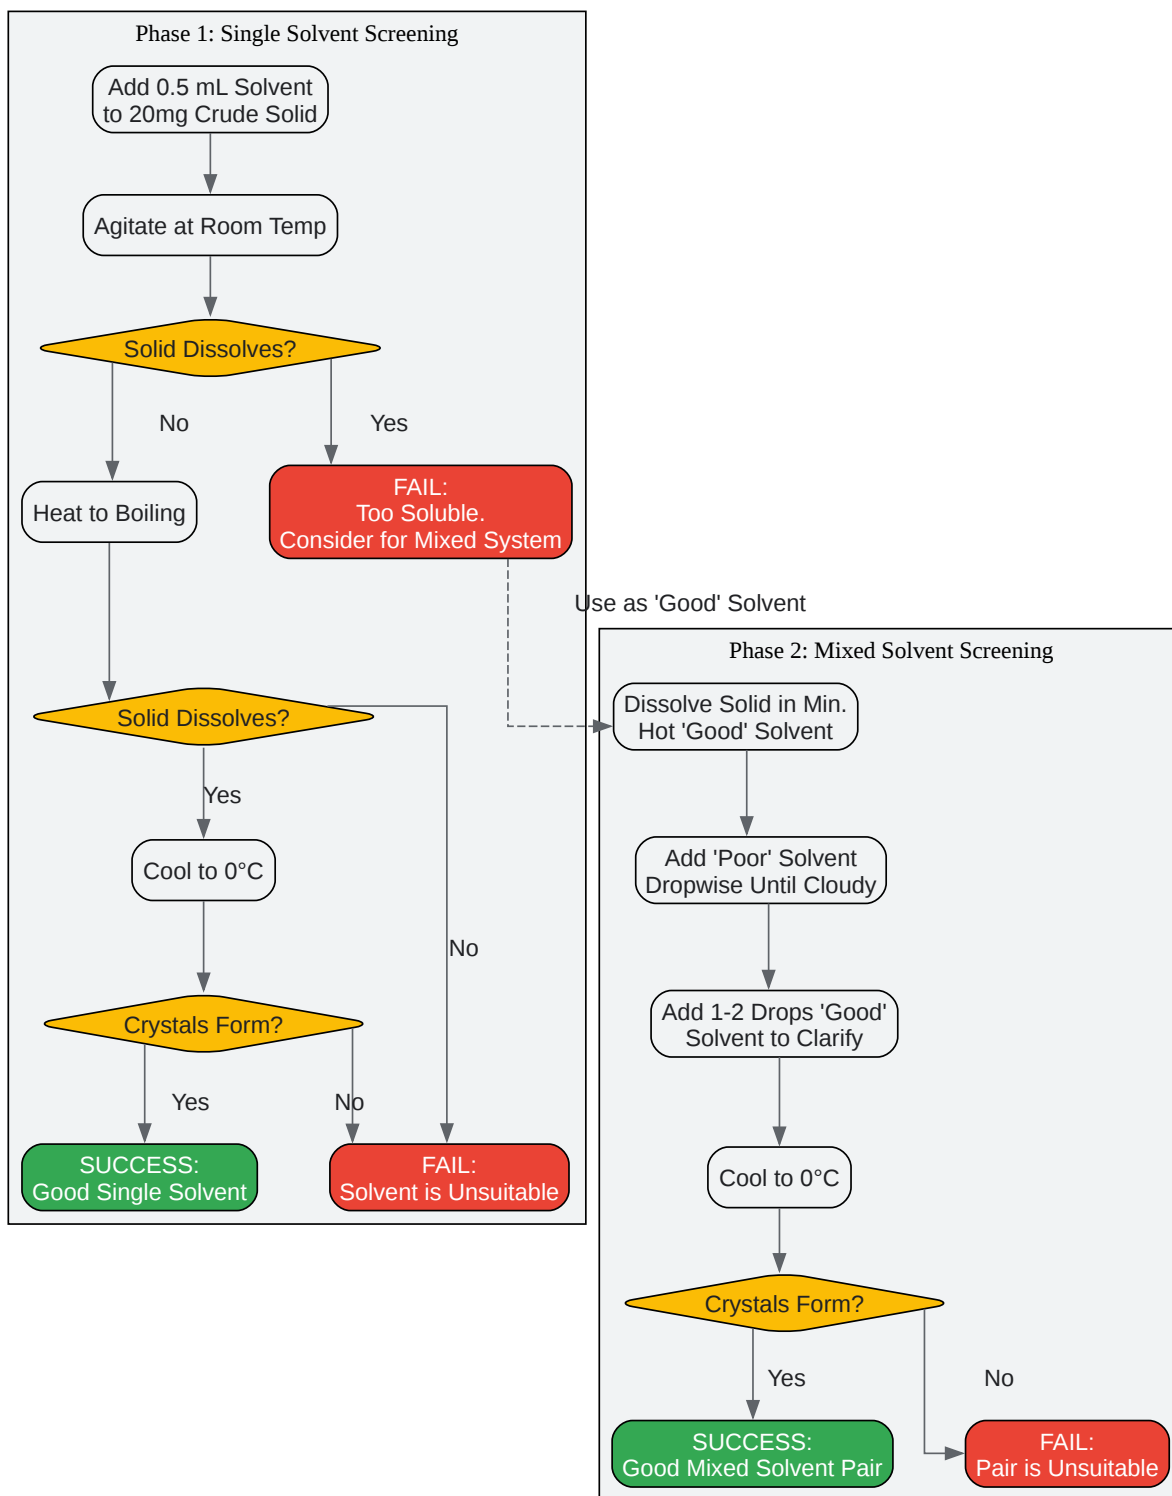 Phase 1: Single Solvent Screening
Add 0.5 mL Solvent
to 20mg Crude Solid
Agitate at Room Temp
Solid Dissolves?
No
Yes
Heat to Boiling
FAIL:
Too Soluble.
Consider for Mixed System
Solid Dissolves?
Yes
No
Cool to 0°C
Crystals Form?
Yes
No
SUCCESS:
Good Single Solvent
FAIL:
Solvent is Unsuitable
Use as 'Good' Solvent
Phase 2: Mixed Solvent Screening
Dissolve Solid in Min.
Hot 'Good' Solvent
Add 'Poor' Solvent
Dropwise Until Cloudy
Add 1-2 Drops 'Good'
Solvent to Clarify
Cool to 0°C
Crystals Form?
Yes
No
SUCCESS:
Good Mixed Solvent Pair
FAIL:
Pair is Unsuitable